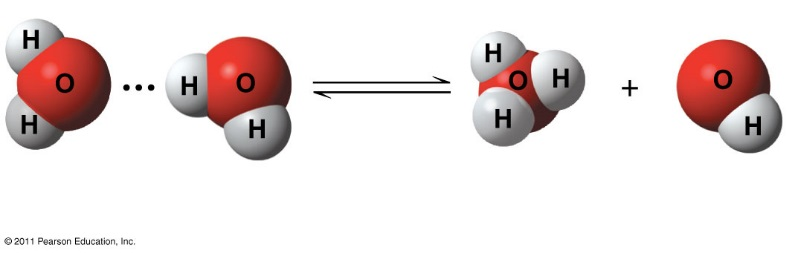 H O H ... H O H ⇌ H O H H + O H
© 2011 Pearson Education, Inc.